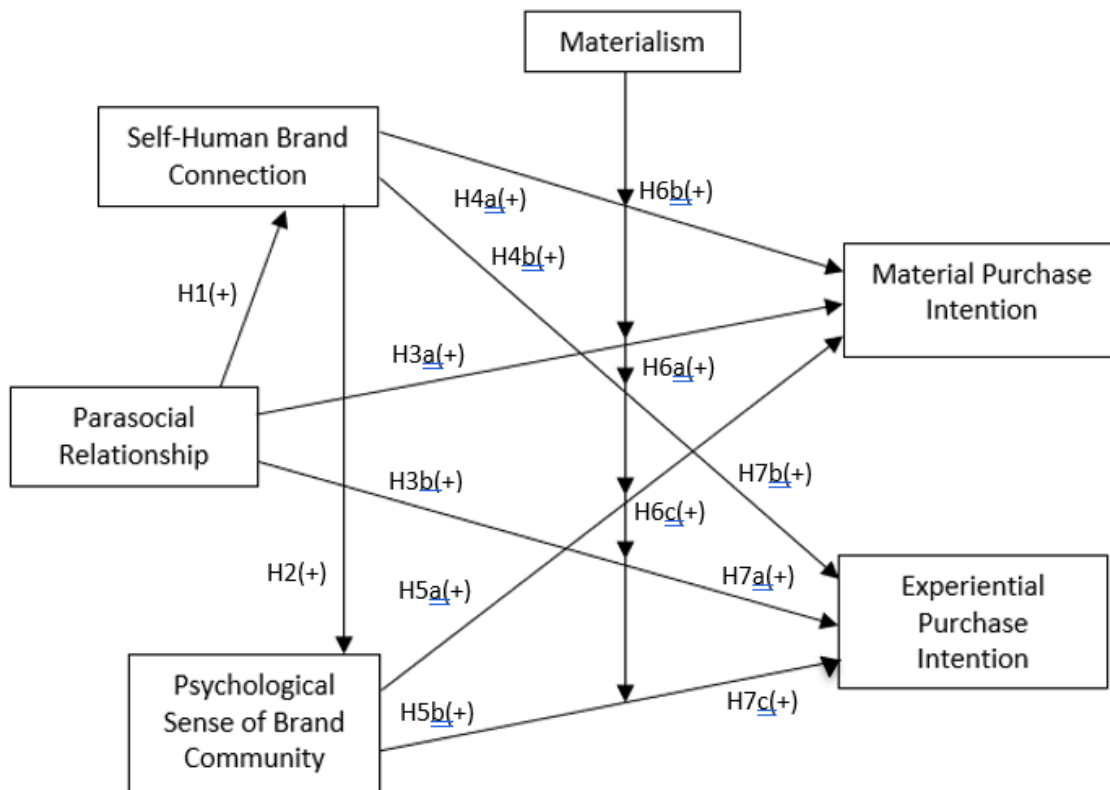 Materialism
Self-Human Brand
Connection
H4a(+)
H6b(+)
H4b(+)
Material Purchase
Intention
H1(+)
H3a(+)
H6a(+)
Parasocial
Relationship
H3b(+)
H7b(+)
H6c(+)
H2(+)
H5a(+)
H7a(+)
Experiential
Purchase
Intention
Psychological
Sense of Brand
Community
H5b(+)
H7c(+)